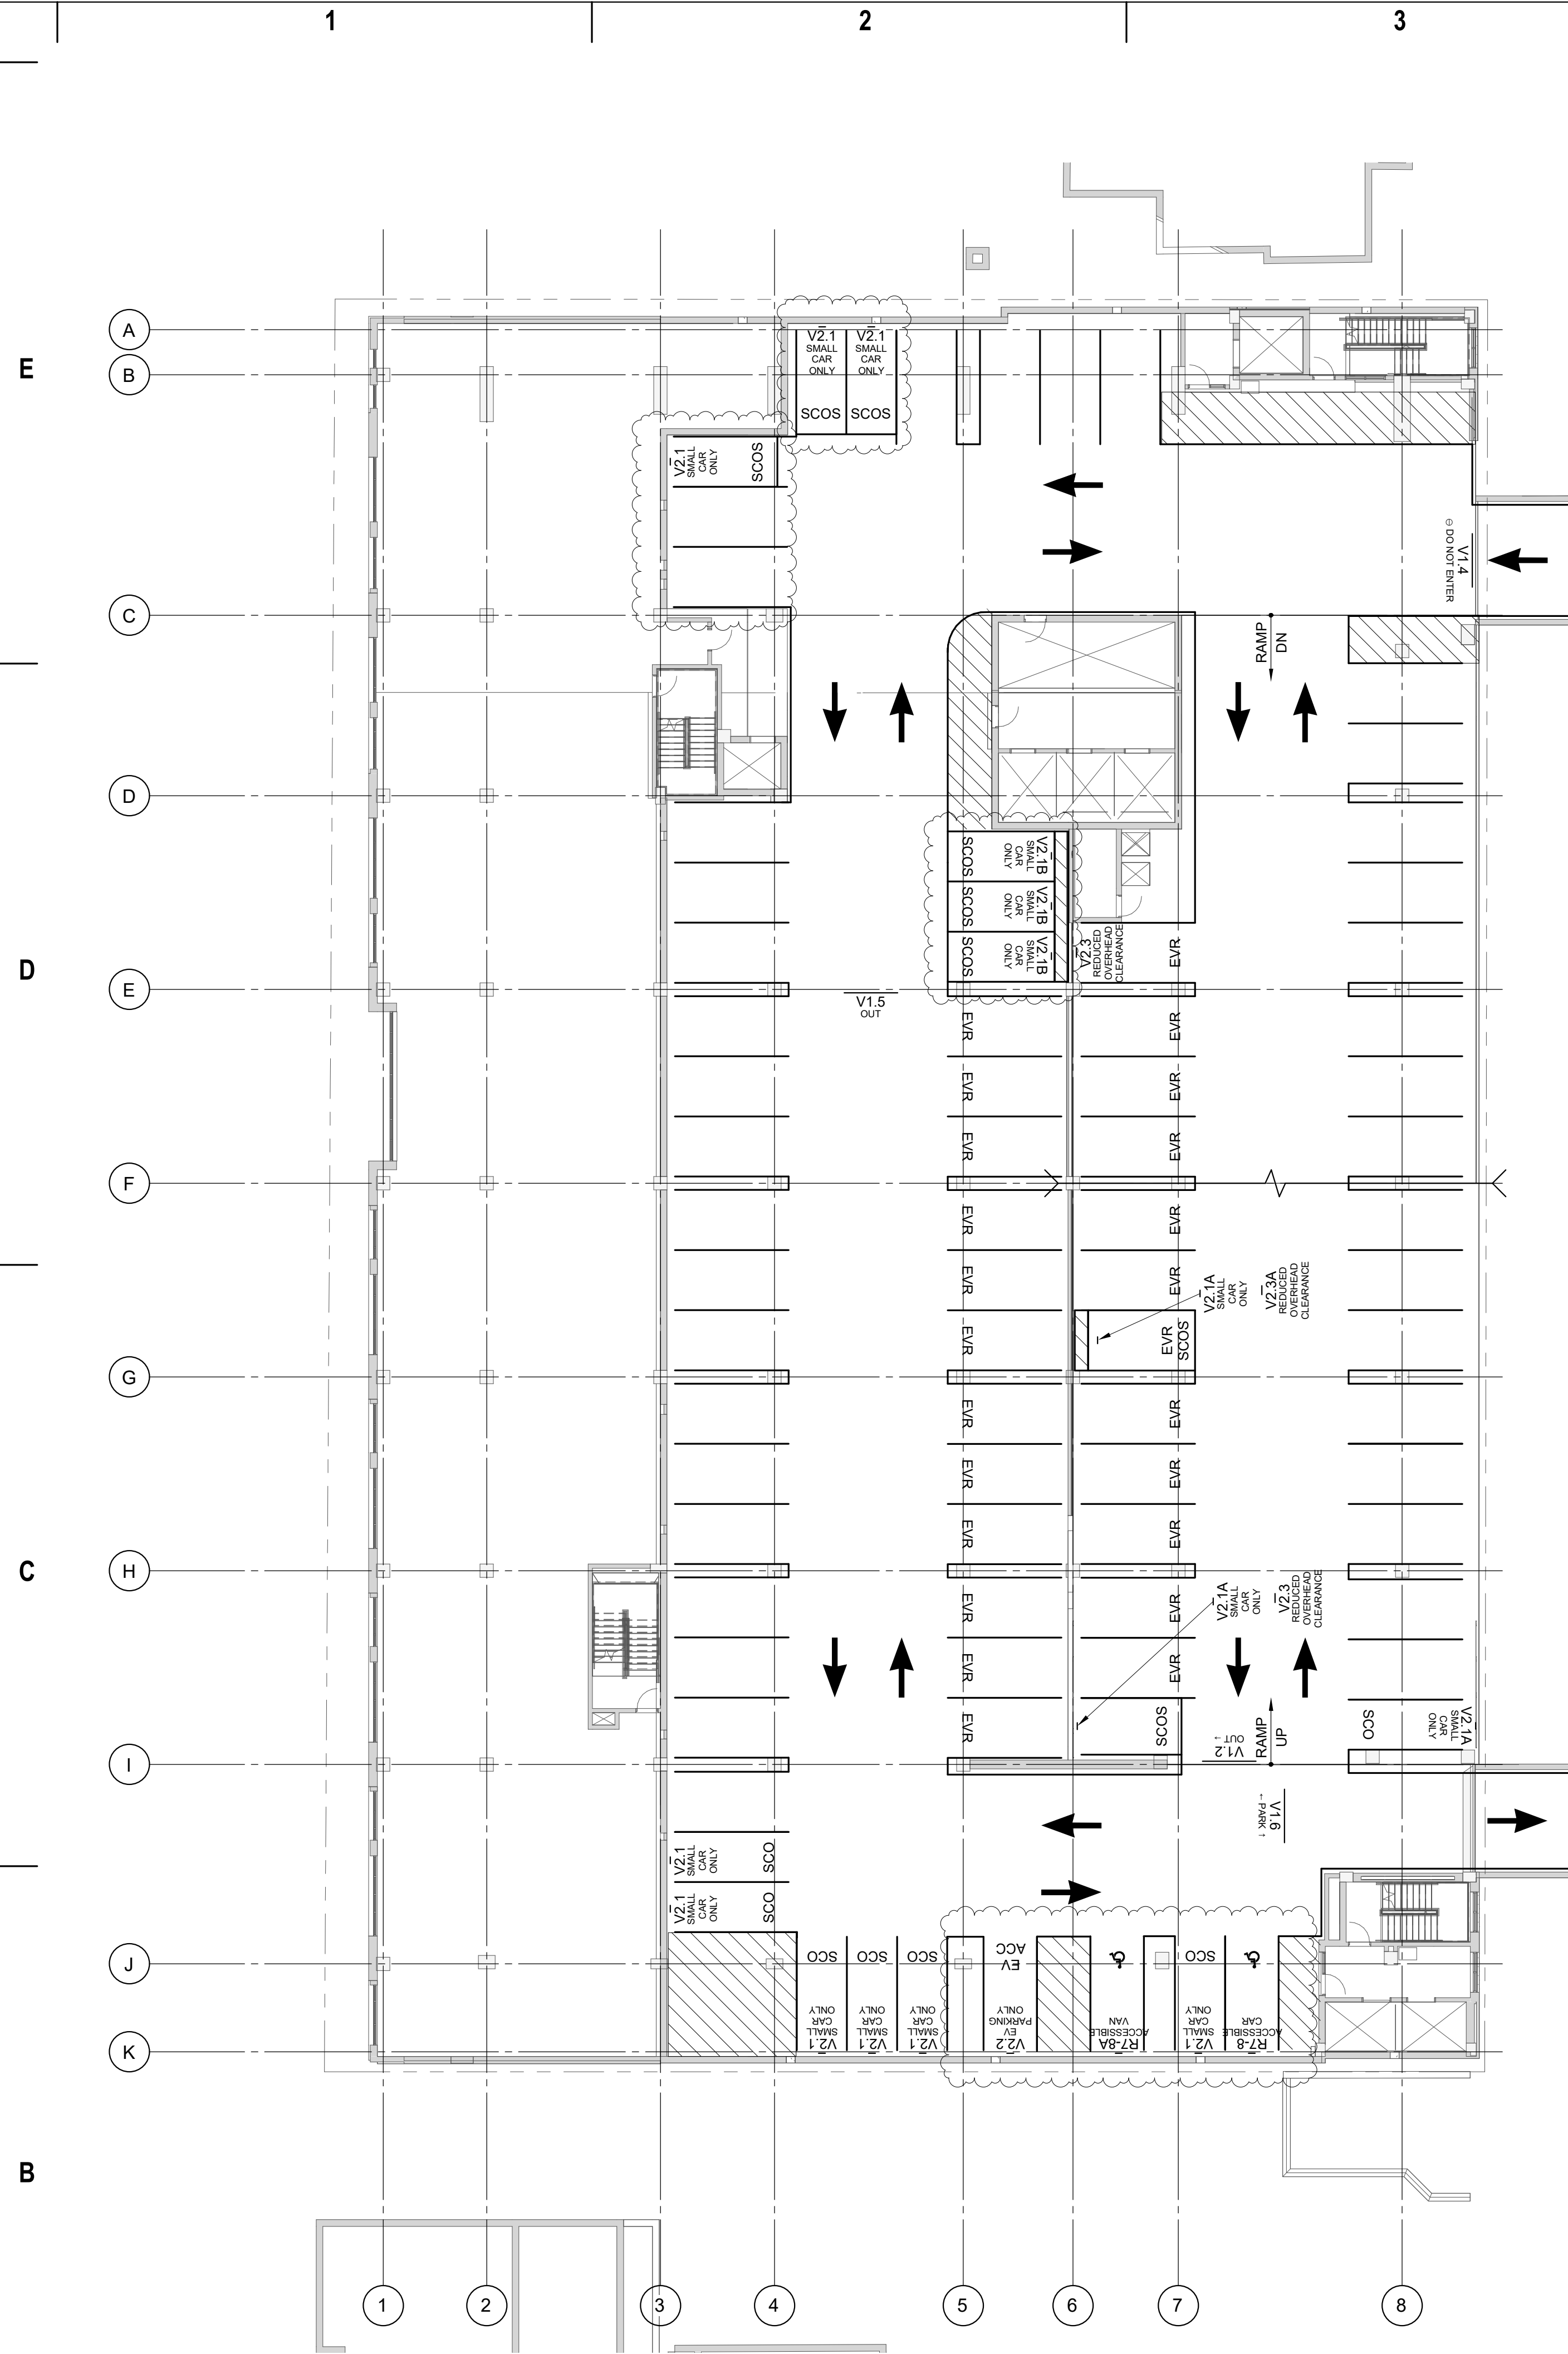 1
2
3
E
D
C
B
A
B
C
D
E
F
G
H
I
J
K
V2.1
SMALL
CAR
ONLY
SCOS
V2.1
SMALL
CAR
ONLY
SCOS
V2.1
SMALL
CAR
ONLY
SCOS
V1.4
⊖ DO NOT ENTER
RAMP
DN
SCOS
V2.1B
SMALL
CAR
ONLY
SCOS
V2.1B
SMALL
CAR
ONLY
SCOS
V2.1B
SMALL
CAR
ONLY
V2.3
REDUCED
OVERHEAD
CLEARANCE
EVR
V1.5
OUT
EVR
EVR
EVR
EVR
EVR
EVR
EVR
EVR
EVR
EVR
V2.1A
SMALL
CAR
ONLY
V2.3A
REDUCED
OVERHEAD
CLEARANCE
EVR
EVR
SCOS
EVR
EVR
EVR
EVR
EVR
EVR
V2.1A
SMALL
CAR
ONLY
V2.3
REDUCED
OVERHEAD
CLEARANCE
EVR
EVR
EVR
EVR
EVR
SCOS
V1.2
OUT →
RAMP
UP
SCO
V2.1A
SMALL
CAR
ONLY
V1.6
← PARK ↑
V2.1
SMALL
CAR
ONLY
SCO
V2.1
SMALL
CAR
ONLY
SCO
SCO
V2.1
SMALL
CAR
ONLY
SCO
V2.1
SMALL
CAR
ONLY
SCO
V2.1
SMALL
CAR
ONLY
EV
ACC
V2.2
EV
PARKING
ONLY
R7-8A
ACCESSIBLE
VAN
SCO
V2.1
SMALL
CAR
ONLY
R7-8
ACCESSIBLE
CAR
1
2
3
4
5
6
7
8